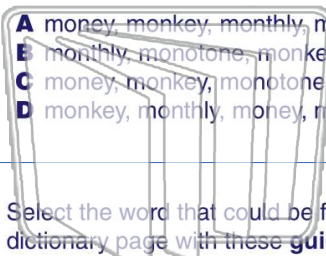 A money, monkey, monthly, m
B monthly, monotone, monke
C money, monkey, monotone
D monkey, monthly, money, m
Select the word that could be f
dictionary page with these gui